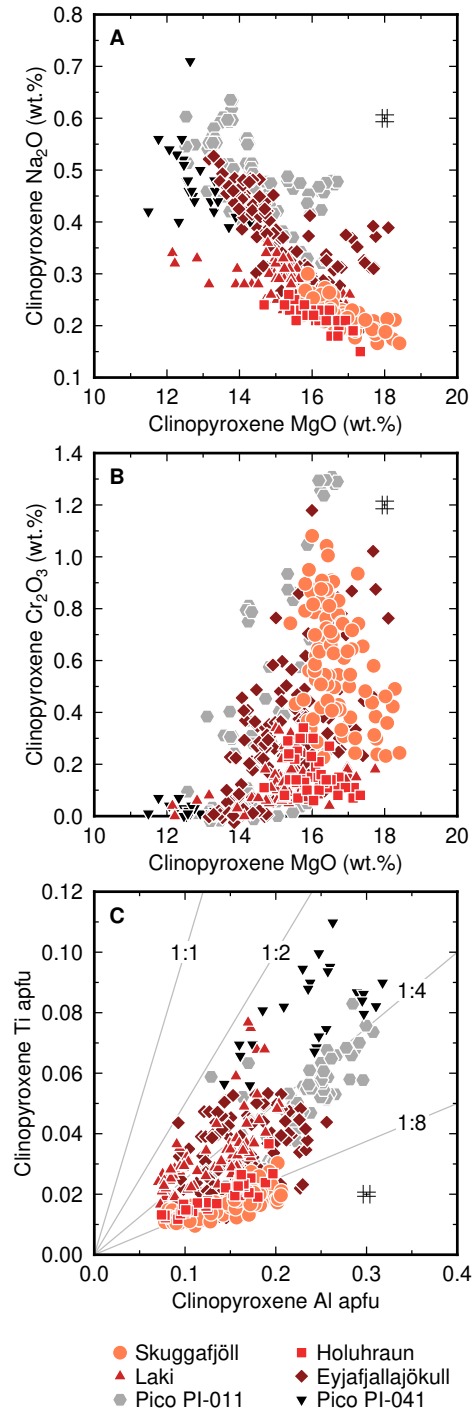 A
0.8
0.7
0.6
0.5
0.4
0.3
0.2
0.1
Clinopyroxene Na₂O (wt.%)
10 12 14 16 18 20
Clinopyroxene MgO (wt.%)
B
1.4
1.2
1.0
0.8
0.6
0.4
0.2
0.0
Clinopyroxene Cr₂O₃ (wt.%)
10 12 14 16 18 20
Clinopyroxene MgO (wt.%)
C
0.12
0.10
0.08
0.06
0.04
0.02
0.00
Clinopyroxene Ti apfu
1:1
1:2
1:4
1:8
0.0 0.1 0.2 0.3 0.4
Clinopyroxene Al apfu
Skuggafjöll Holuhraun
Laki Eyjafjallajökull
Pico PI-011 Pico PI-041